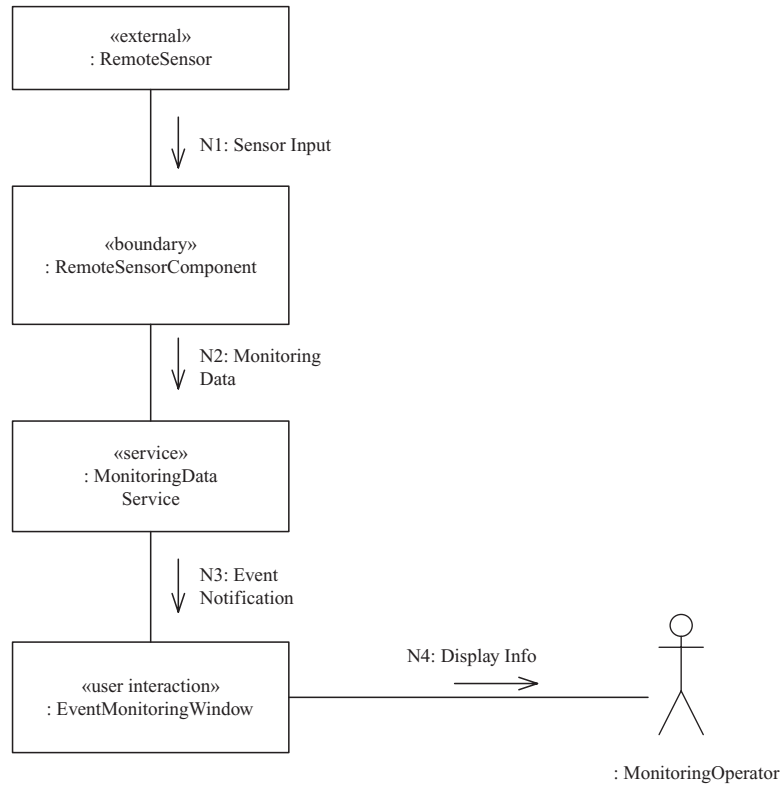 «external»
: RemoteSensor
N1: Sensor Input
«boundary»
: RemoteSensorComponent
N2: Monitoring
Data
«service»
: MonitoringData
Service
N3: Event
Notification
«user interaction»
: EventMonitoringWindow
N4: Display Info
: MonitoringOperator